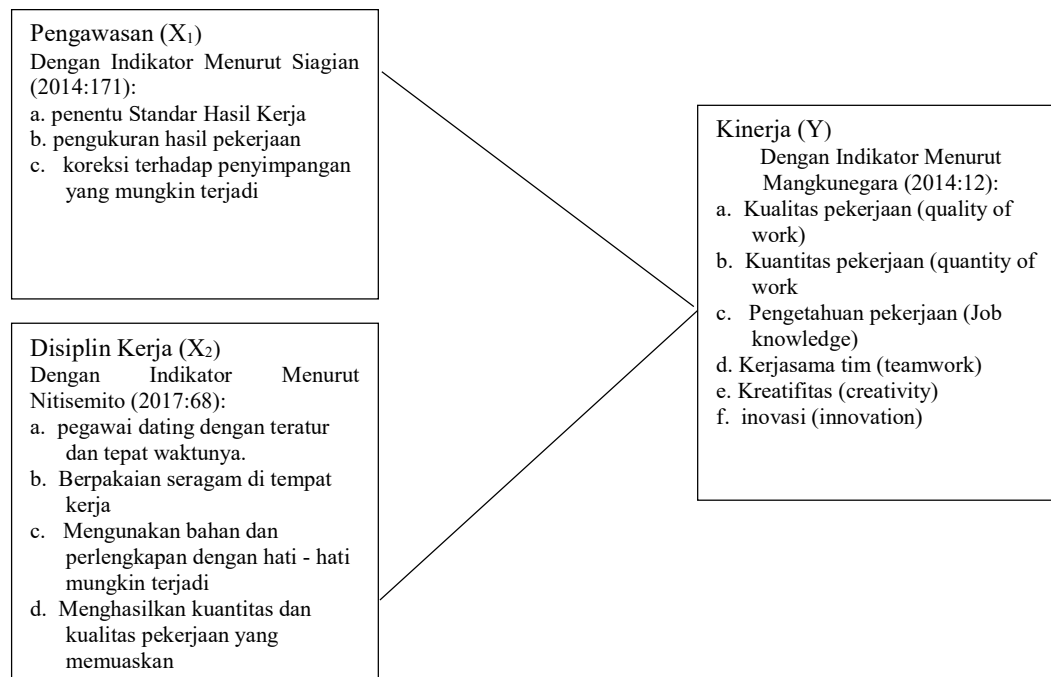 Pengawasan (X₁)
Dengan Indikator Menurut Siagian
(2014:171):
a. penentu Standar Hasil Kerja
b. pengukuran hasil pekerjaan
c. koreksi terhadap penyimpangan
yang mungkin terjadi
Disiplin Kerja (X₂)
Dengan Indikator Menurut
Nitisemito (2017:68):
a. pegawai dating dengan teratur
dan tepat waktunya.
b. Berpakaian seragam di tempat
kerja
c. Mengunakan bahan dan
perlengkapan dengan hati - hati
mungkin terjadi
d. Menghasilkan kuantitas dan
kualitas pekerjaan yang
memuaskan
Kinerja (Y)
Dengan Indikator Menurut
Mangkunegara (2014:12):
a. Kualitas pekerjaan (quality of
work)
b. Kuantitas pekerjaan (quantity of
work
c. Pengetahuan pekerjaan (Job
knowledge)
d. Kerjasama tim (teamwork)
e. Kreatifitas (creativity)
f. inovasi (innovation)